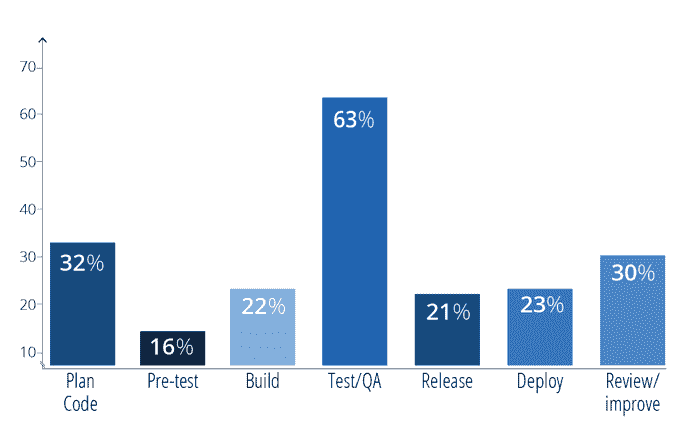 70
60
50
40
30
20
10
32%
16%
22%
63%
21%
23%
30%
Plan
Code
Pre-test
Build
Test/QA
Release
Deploy
Review/
improve